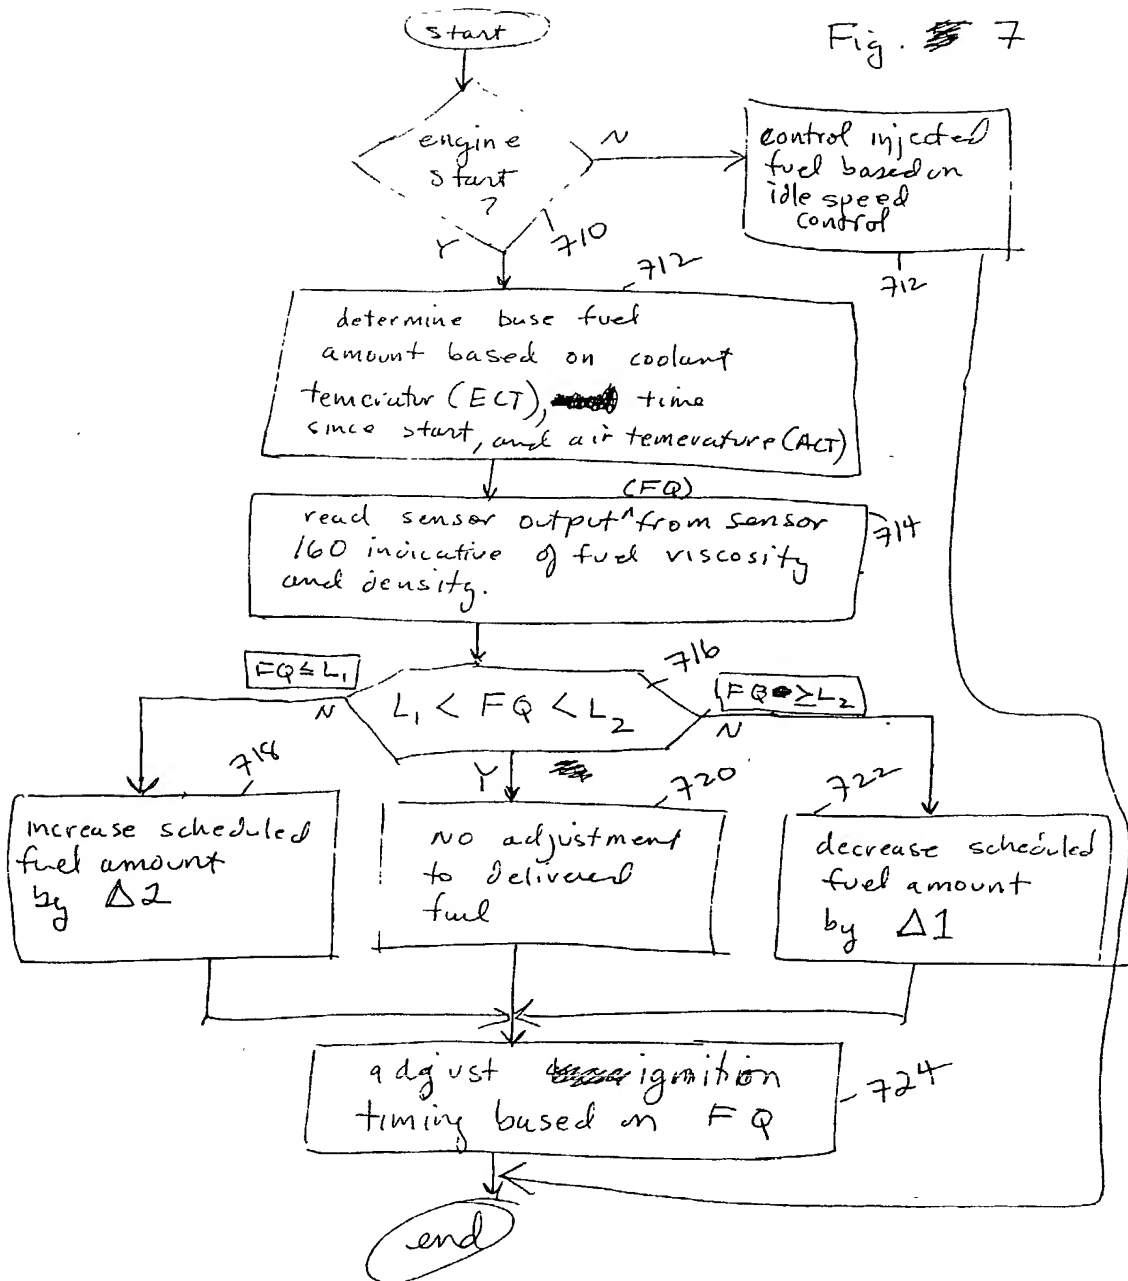 start
Fig. 7
engine
start
?
N
Y
710
control injected
fuel based on
idle speed
control
712
712
determine base fuel
amount based on coolant
temeratur (ECT), time
since start, and air temerature (ACT)
(FQ)
read sensor output ^ from sensor
160 indicative of fuel viscosity
and density.
714
FQ ≤ L₁
N
L₁ < FQ < L₂
716
FQ ≥ L₂
N
Y
718
increase scheduled
fuel amount
by Δ2
720
NO adjustment
to delivered
fuel
722
decrease scheduled
fuel amount
by Δ1
adjust ignition
timing based on FQ
724
end